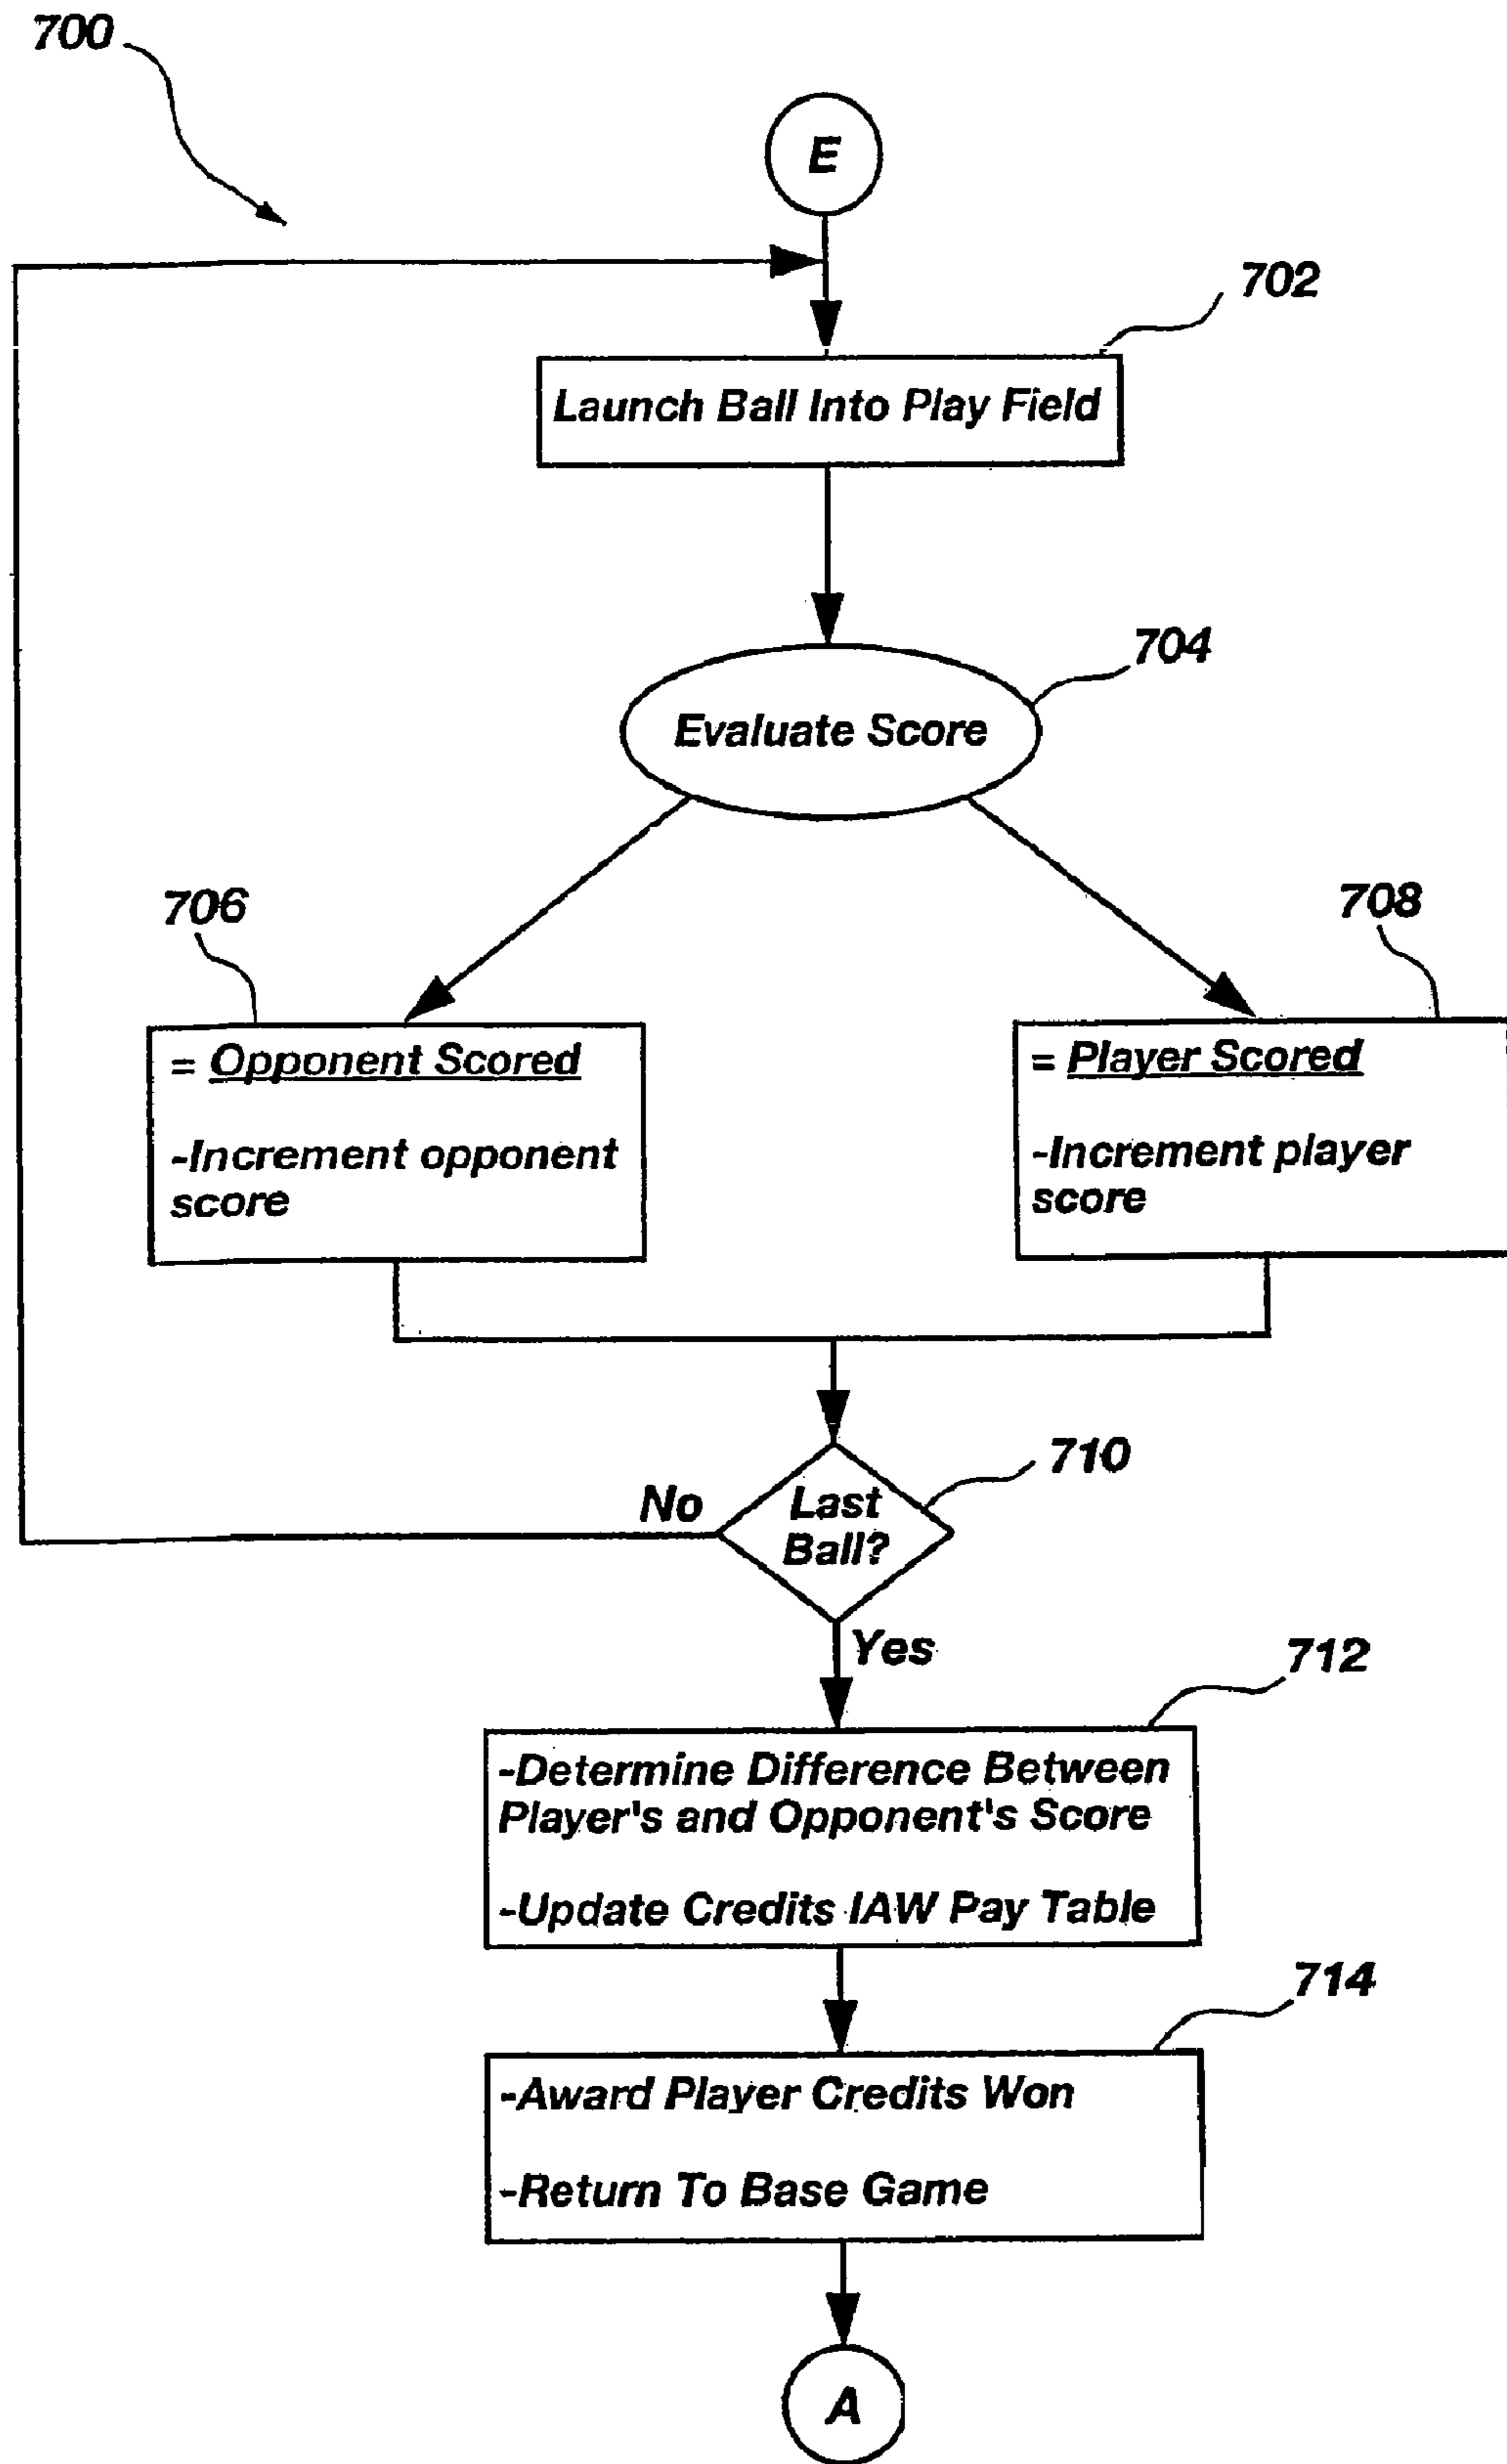 700
E
702
Launch Ball Into Play Field
704
Evaluate Score
706
708
= Opponent Scored
-Increment opponent
score
= Player Scored
-Increment player
score
710
No
Last
Ball?
Yes
712
-Determine Difference Between
Player's and Opponent's Score
-Update Credits IAW Pay Table
714
-Award Player Credits Won
-Return To Base Game
A